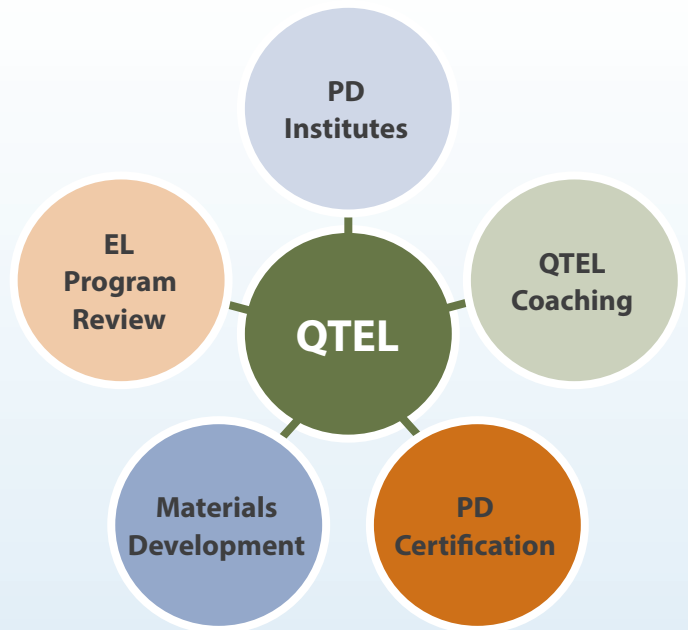 PD
Institutes
EL
Program
Review
QTEL
Coaching
QTEL
Materials
Development
PD
Certification